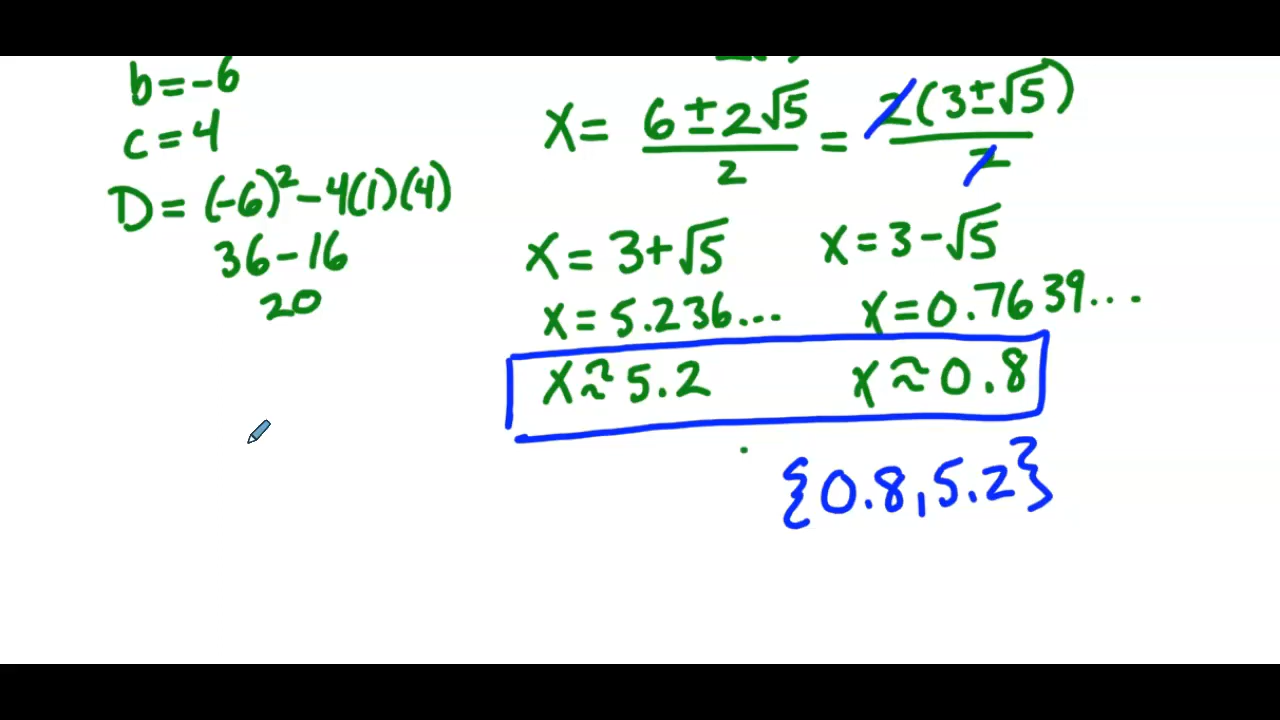 b = -6
c = 4
D = (-6)² - 4(1)(4)
36 - 16
20
X = 6 ± 2√5 / 2 = 2(3 ± √5) / 2
X = 3 + √5
X = 3 - √5
X = 5.236...
X = 0.7639...
X ≈ 5.2
X ≈ 0.8
{0.8, 5.2}